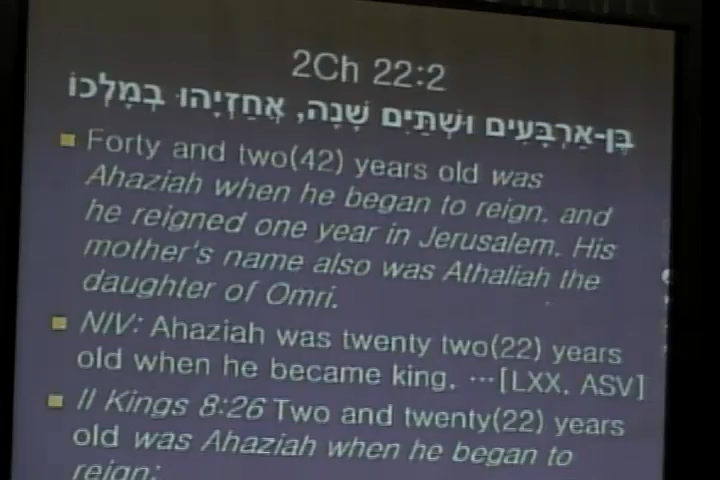 2Ch 22:2
בֶּן-אַרְבָּעִים וּשְׁתַּיִם שָׁנָה, אֲחַזְיָהוּ בְמָלְכוֹ
Forty and two(42) years old was
Ahaziah when he began to reign. and
he reigned one year in Jerusalem. His
mother's name also was Athaliah the
daughter of Omri.
NIV: Ahaziah was twenty two(22) years
old when he became king. …[LXX. ASV]
II Kings 8:26 Two and twenty(22) years
old was Ahaziah when he began to
reign;